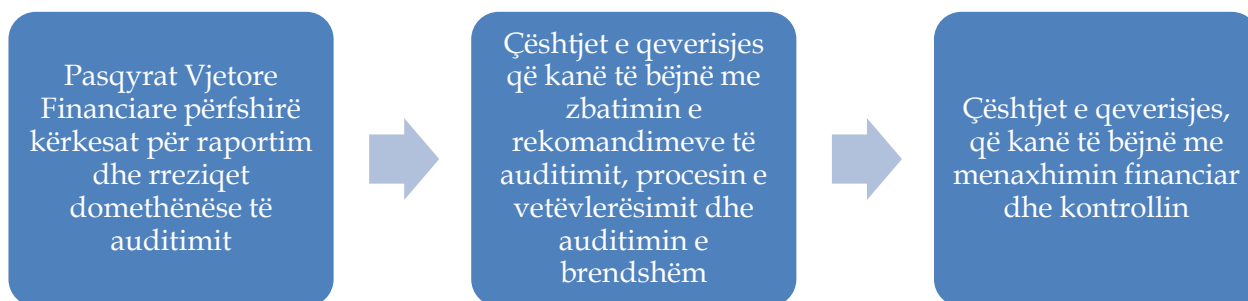 Pasqyrat Vjetore
Financiare përfshirë
kërkesat për raportim
dhe rreziqet
domethënëse të
auditimit
Çështjet e qeverisjes
që kanë të bëjnë me
zbatimin e
rekomandimeve të
auditimit, procesin e
vetëvlerësimit dhe
auditimin e
brendshëm
Çështjet e qeverisjes,
që kanë të bëjnë me
menaxhimin financiar
dhe kontrollin